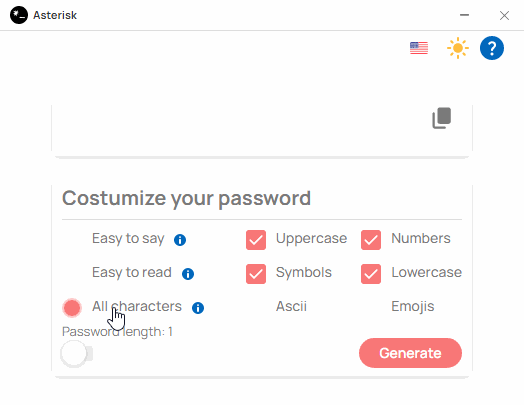 Asterisk
Costumize your password
Easy to say Uppercase Numbers
Easy to read Symbols Lowercase
All characters Ascii Emojis
Password length: 1
Generate